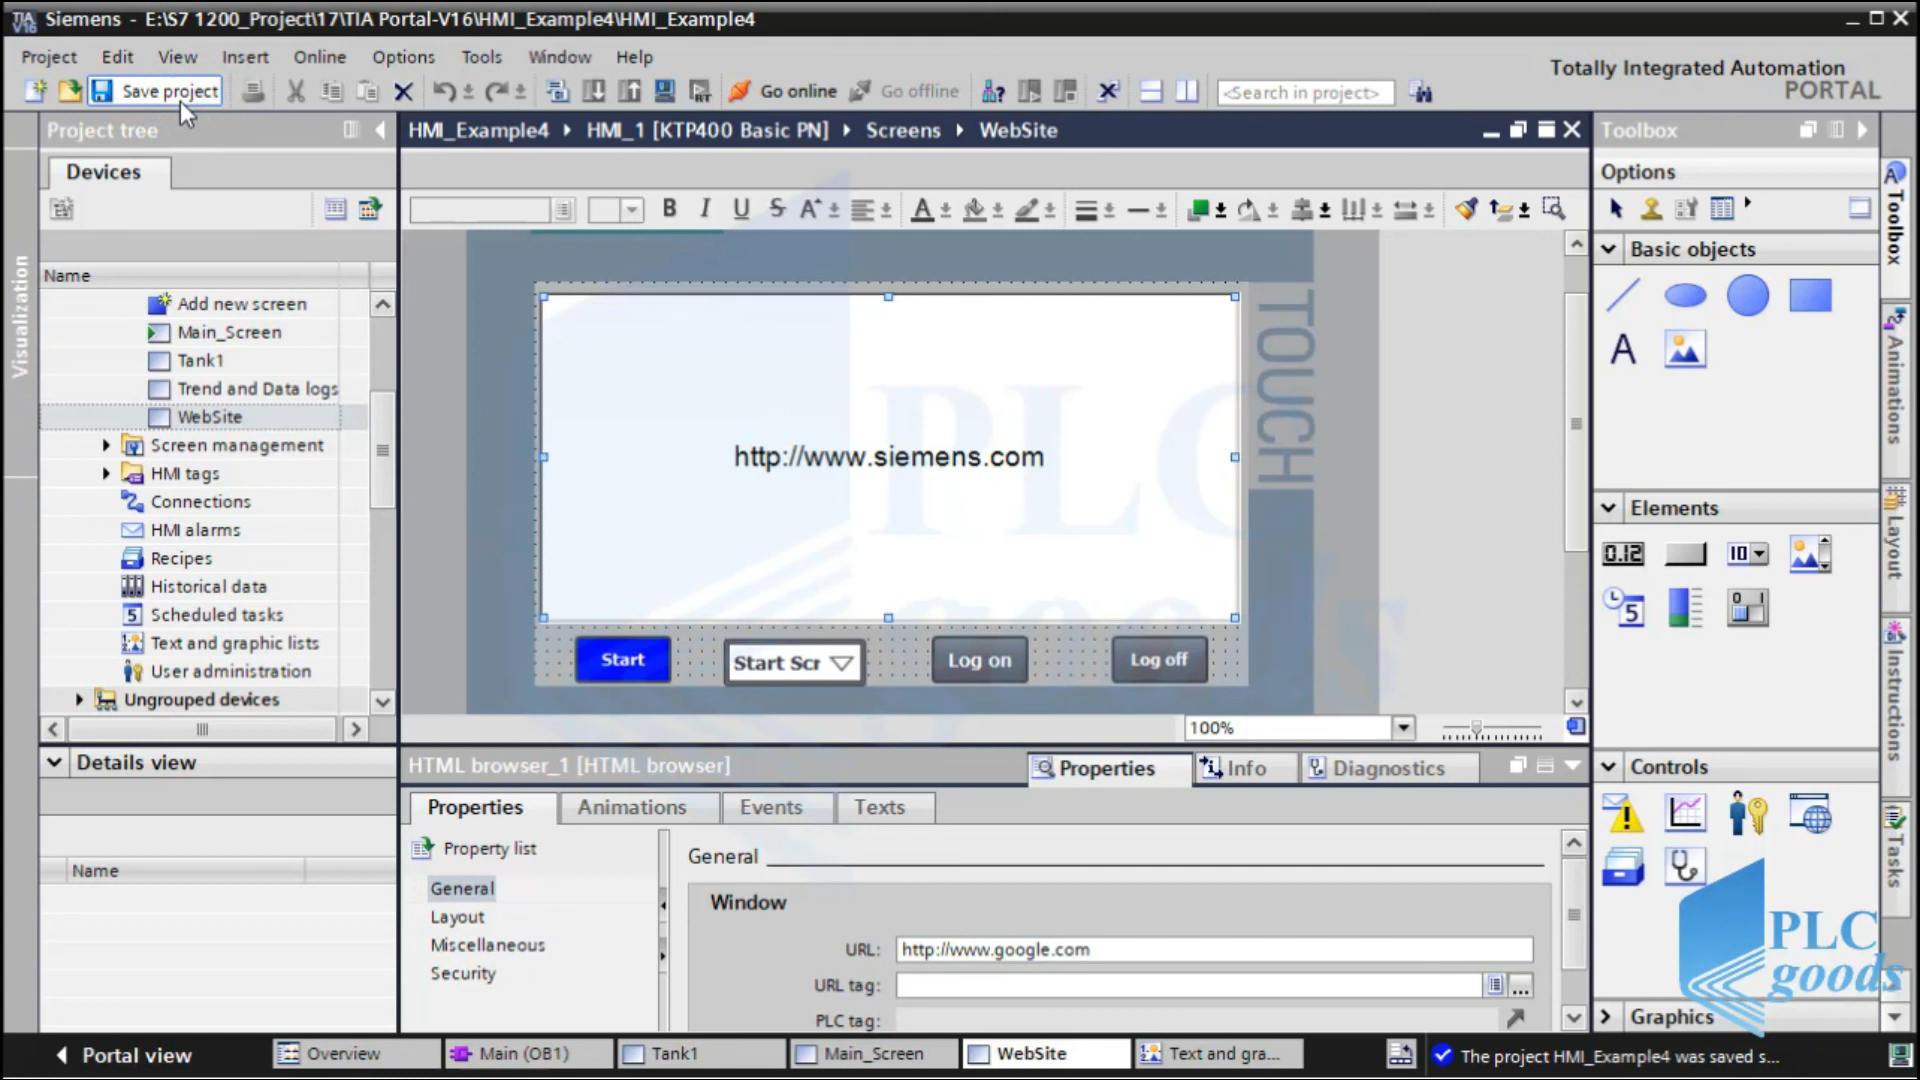 Siemens - E:\S7 1200_Project\17\TIA Portal-V16\HMI_Example4\HMI_Example4
Project Edit View Insert Online Options Tools Window Help
Totally Integrated Automation
PORTAL
Save project
Go online
Go offline
<Search in project>
Project tree
HMI_Example4 HMI_1 [KTP400 Basic PN] Screens WebSite
Toolbox
Devices
Options
Name
Add new screen
Main_Screen
Tank1
Trend and Data logs
WebSite
Screen management
HMI tags
Connections
HMI alarms
Recipes
Historical data
Scheduled tasks
Text and graphic lists
User administration
Ungrouped devices
Visualization
Details view
Name
TOUCH
http://www.siemens.com
Start
Start Scr
Log on
Log off
100%
HTML browser_1 [HTML browser]
Properties
Info
Diagnostics
Properties
Animations
Events
Texts
Property list
General
Layout
Miscellaneous
Security
General
Window
URL: http://www.google.com
URL tag:
PLC tag:
Basic objects
Elements
Controls
Graphics
Toolbox
Animations
Layout
Instructions
Tasks
PLC
goods
PLC
goods
Portal view
Overview
Main (OB1)
Tank1
Main_Screen
WebSite
Text and gra...
The project HMI_Example4 was saved s...